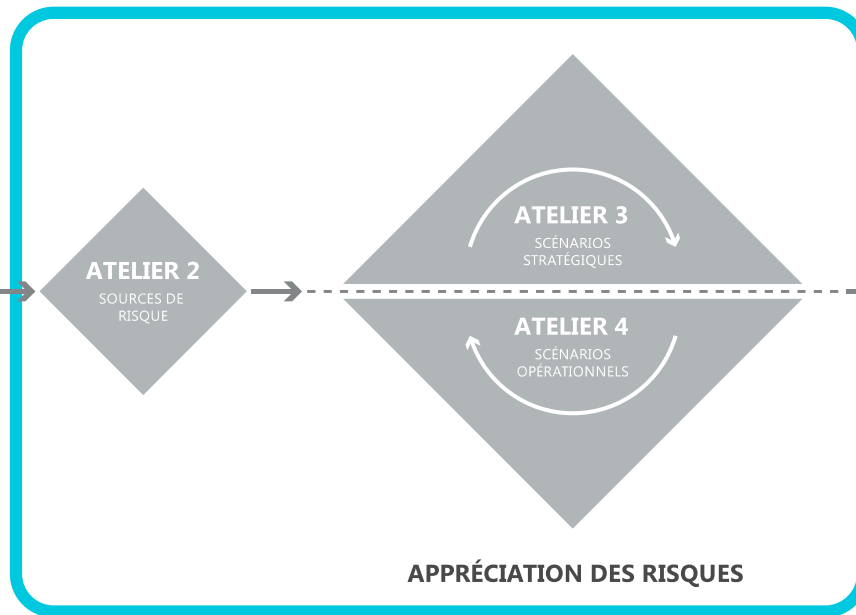 ATELIER 2
SOURCES DE
RISQUE
ATELIER 3
SCÉNARIOS
STRATÉGIQUES
ATELIER 4
SCÉNARIOS
OPÉRATIONNELS
APPRÉCIATION DES RISQUES